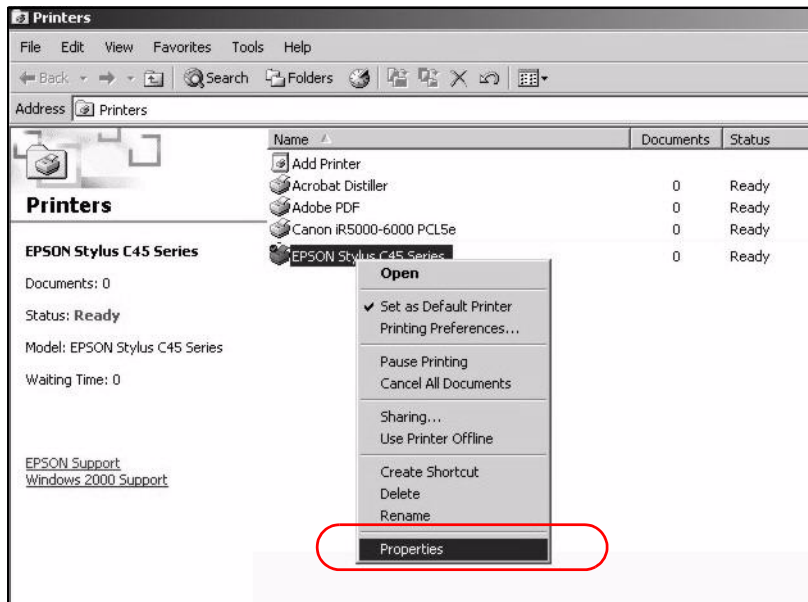 Printers
File Edit View Favorites Tools Help
Back Search Folders
Address Printers
Printers
EPSON Stylus C45 Series
Documents: 0
Status: Ready
Model: EPSON Stylus C45 Series
Waiting Time: 0
EPSON Support
Windows 2000 Support
Name Documents Status
Add Printer
Acrobat Distiller 0 Ready
Adobe PDF 0 Ready
Canon iR5000-6000 PCL5e 0 Ready
EPSON Stylus C45 Series 0 Ready
Open
Set as Default Printer
Printing Preferences...
Pause Printing
Cancel All Documents
Sharing...
Use Printer Offline
Create Shortcut
Delete
Rename
Properties